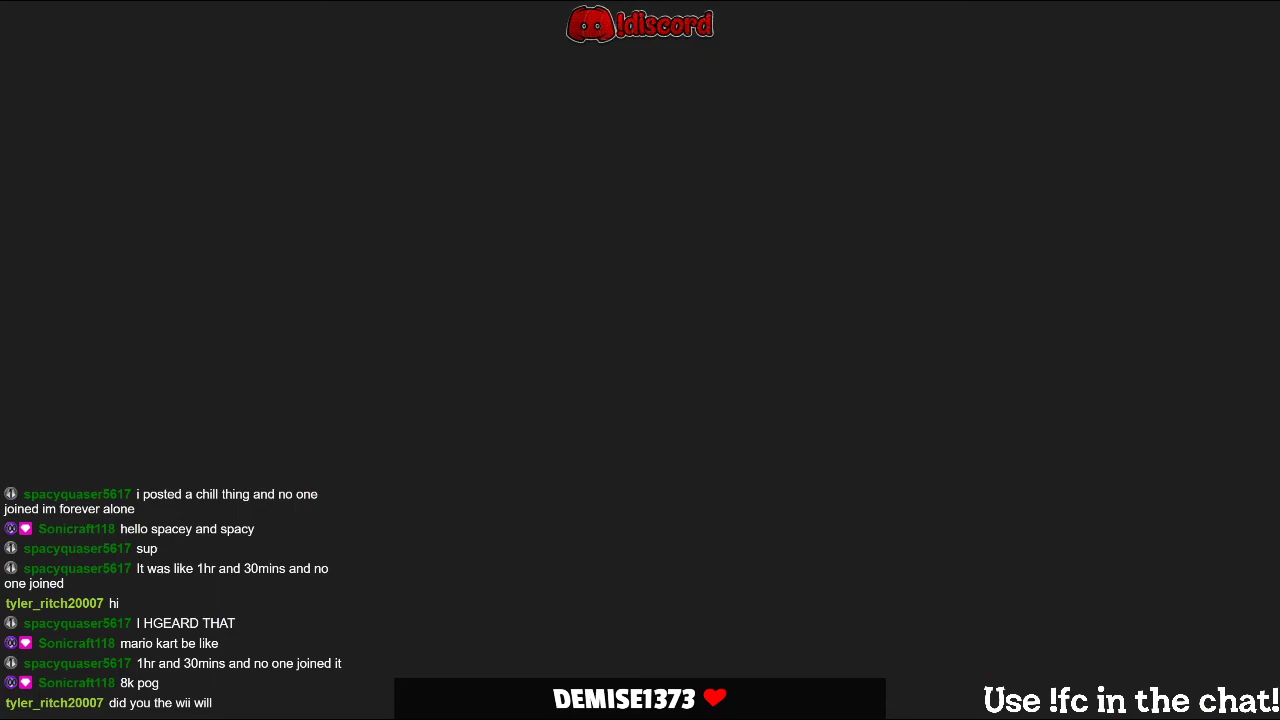 !discord
spacyquaser5617 i posted a chill thing and no one
joined im forever alone
Sonicraft118 hello spacey and spacy
spacyquaser5617 sup
spacyquaser5617 It was like 1hr and 30mins and no
one joined
tyler_ritch20007 hi
spacyquaser5617 I HGEARD THAT
Sonicraft118 mario kart be like
spacyquaser5617 1hr and 30mins and no one joined it
Sonicraft118 8k pog
tyler_ritch20007 did you the wii will
DEMISE1373
Use !fc in the chat!